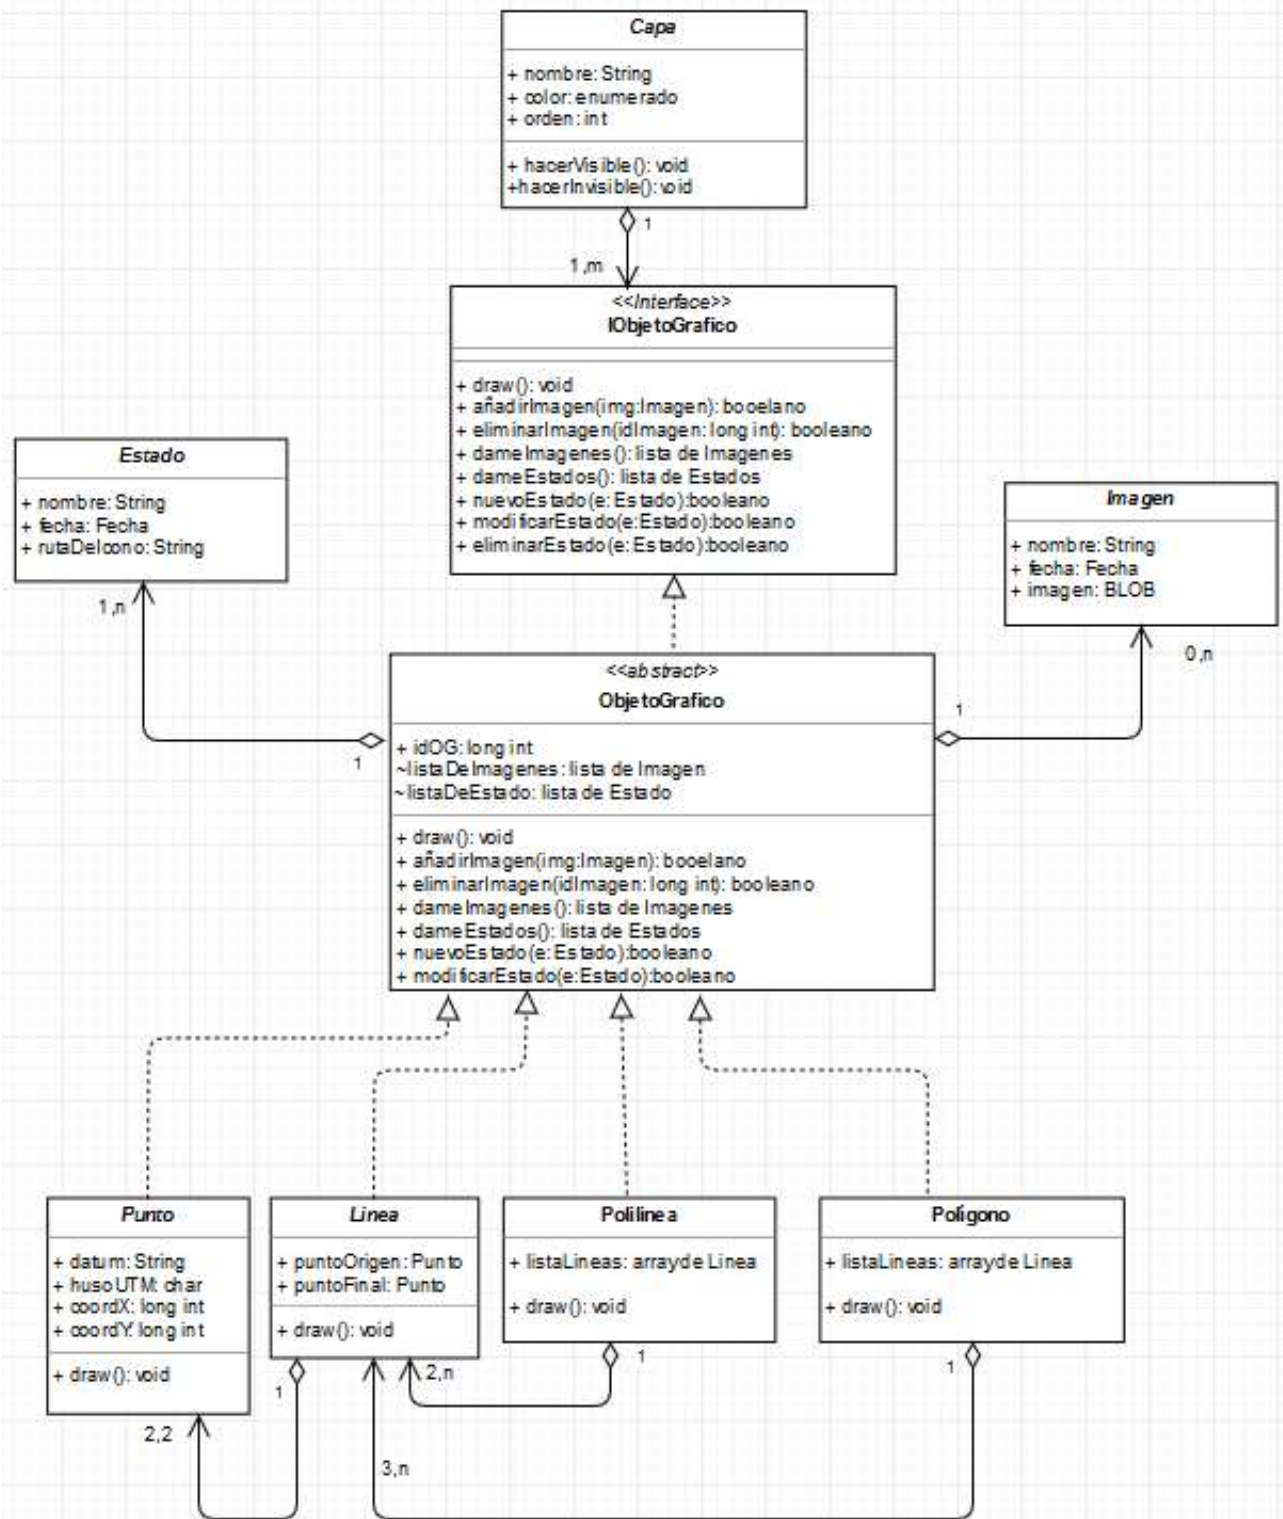 Capa
+ nombre: String
+ color: enumerado
+ orden: int
+ hacerVisible(): void
+hacerInvisible(): void
1
1,m
<<Interface>>
IObjetoGrafico
+ draw(): void
+ añadirImagen(img:Imagen): booelano
+ eliminarImagen(idImagen: long int): booleano
+ dameImagenes(): lista de Imagenes
+ dameEstados(): lista de Estados
+ nuevoEstado(e: Estado):booleano
+ modificarEstado(e:Estado):booleano
+ eliminarEstado(e:Estado):booleano
Estado
+ nombre: String
+ fecha: Fecha
+ rutaDelIcono: String
1,n
1
Imagen
+ nombre: String
+ fecha: Fecha
+ imagen: BLOB
0,n
1
<<abstract>>
ObjetoGrafico
+ idOG: long int
~listaDeImagenes: lista de Imagen
~listaDeEstado: lista de Estado
+ draw(): void
+ añadirImagen(img:Imagen): booelano
+ eliminarImagen(idImagen: long int): booleano
+ dameImagenes(): lista de Imagenes
+ dameEstados(): lista de Estados
+ nuevoEstado(e: Estado):booleano
+ modificarEstado(e:Estado):booleano
Punto
+ datum: String
+ husoUTM: char
+ coordX: long int
+ coordY: long int
+ draw(): void
2,2
Linea
+ puntoOrigen: Punto
+ puntoFinal: Punto
+ draw(): void
1
2,n
3,n
Polilinea
+ listaLineas: arrayde Linea
+ draw(): void
1
Polígono
+ listaLineas: arrayde Linea
+ draw(): void
1